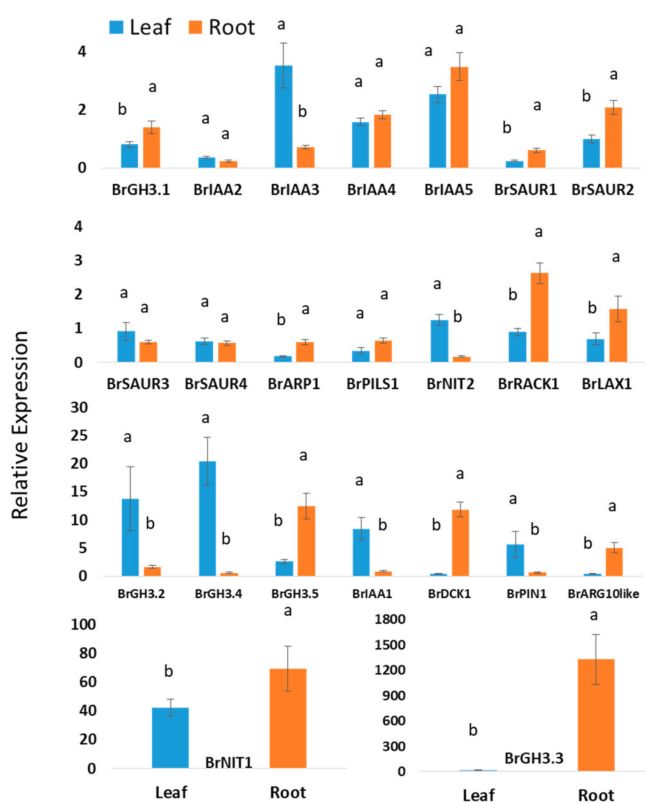 Leaf Root
a a a a a a a
b a a b a b b
4
2
0
BrGH3.1 BrIAA2 BrIAA3 BrIAA4 BrIAA5 BrSAUR1 BrSAUR2
Relative Expression
4
3
2
1
0
a a a a b a a a a b b a b a
BrSAUR3 BrSAUR4 BrARP1 BrPILS1 BrNIT2 BrRACK1 BrLAX1
30
25
20
15
10
5
0
a b a b b a a b b a a b b a
BrGH3.2 BrGH3.4 BrGH3.5 BrIAA1 BrDCK1 BrPIN1 BrARG10like
100
80
60
40
20
0
b a
BrNIT1
Leaf Root
1800
1500
1200
900
600
300
0
b a
BrGH3.3
Leaf Root